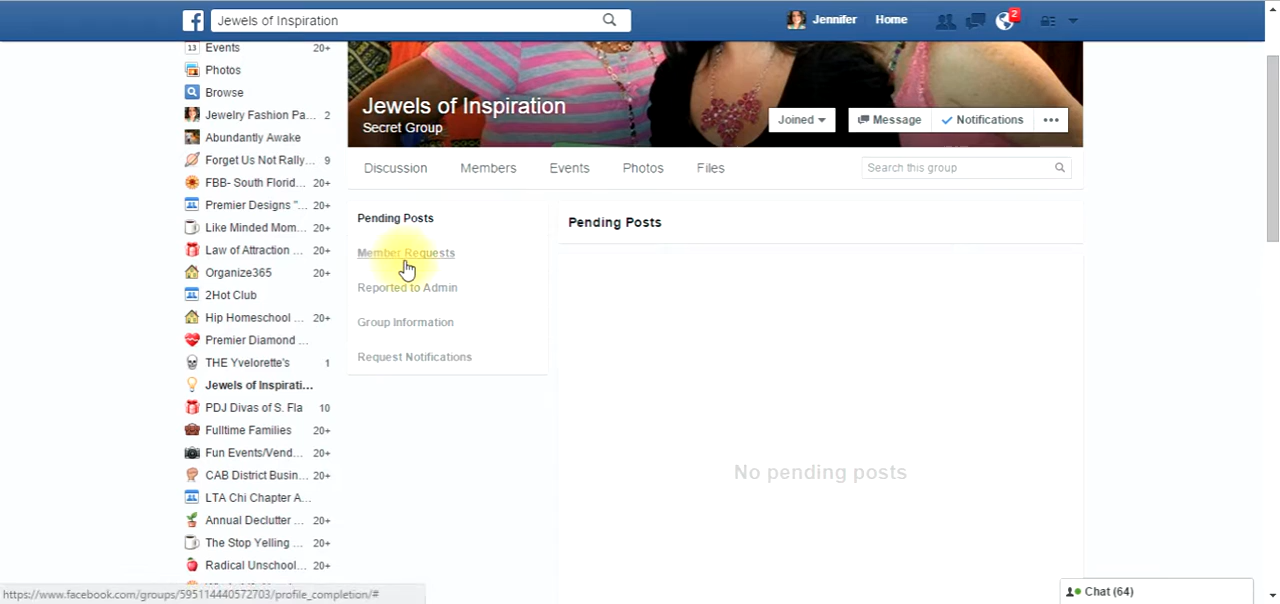 Jewels of Inspiration
Jennifer
Home
2
13 Events 20+
Photos
Browse
Jewelry Fashion Pa... 2
Abundantly Awake
Forget Us Not Rally... 9
FBB- South Florid... 20+
Premier Designs "... 20+
Like Minded Mom... 20+
Law of Attraction ... 20+
Organize365 20+
2Hot Club
Hip Homeschool ... 20+
Premier Diamond ...
THE Yvelorette's 1
Jewels of Inspirati...
PDJ Divas of S. Fla 10
Fulltime Families 20+
Fun Events/Vend... 20+
CAB District Busin... 20+
LTA Chi Chapter A...
Annual Declutter ... 20+
The Stop Yelling ... 20+
Radical Unschool... 20+
Jewels of Inspiration
Secret Group
Joined
Message
Notifications
Discussion
Members
Events
Photos
Files
Search this group
Pending Posts
Member Requests
Reported to Admin
Group Information
Request Notifications
Pending Posts
No pending posts
https://www.facebook.com/groups/595114440572703/profile_completion/#
Chat (64)